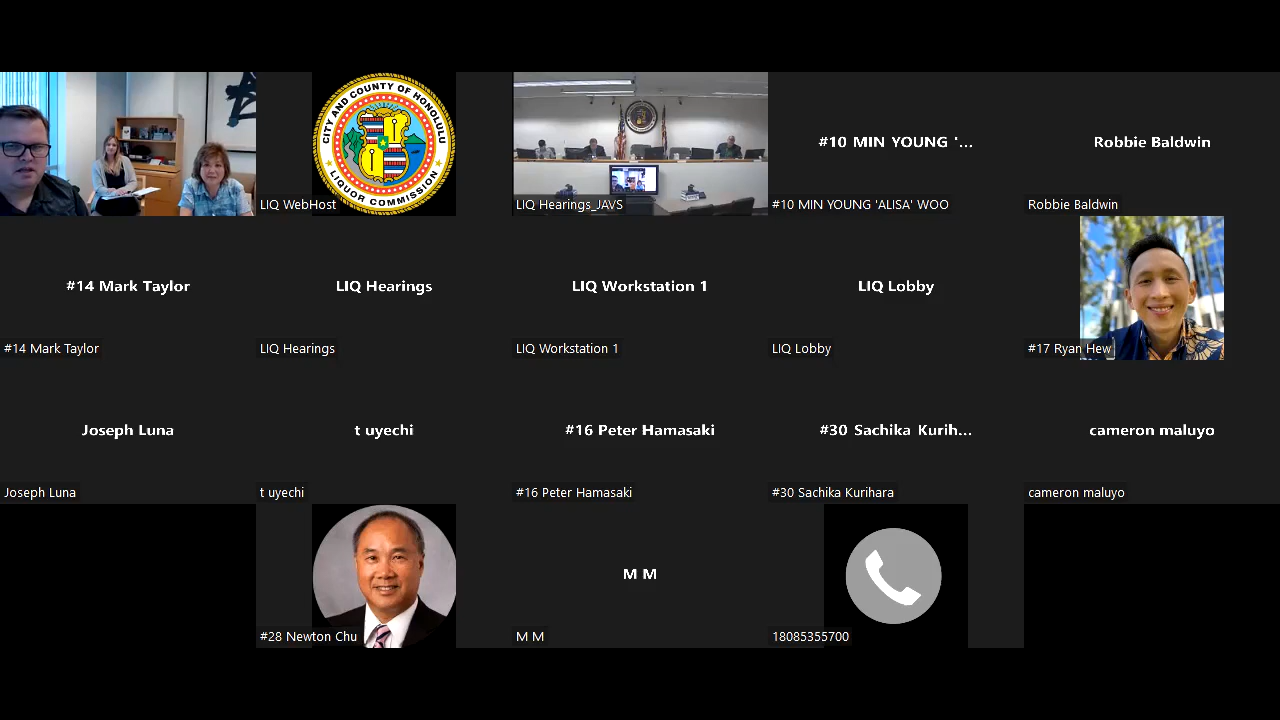 CITY AND COUNTY OF HONOLULU
LIQUOR COMMISSION
LIQ WebHost
LIQ Hearings_JAVS
#10 MIN YOUNG '...
#10 MIN YOUNG 'ALISA' WOO
Robbie Baldwin
Robbie Baldwin
#14 Mark Taylor
#14 Mark Taylor
LIQ Hearings
LIQ Hearings
LIQ Workstation 1
LIQ Workstation 1
LIQ Lobby
LIQ Lobby
#17 Ryan Hew
Joseph Luna
Joseph Luna
t uyechi
t uyechi
#16 Peter Hamasaki
#16 Peter Hamasaki
#30 Sachika Kurih...
#30 Sachika Kurihara
cameron maluyo
cameron maluyo
#28 Newton Chu
M M
M M
18085355700